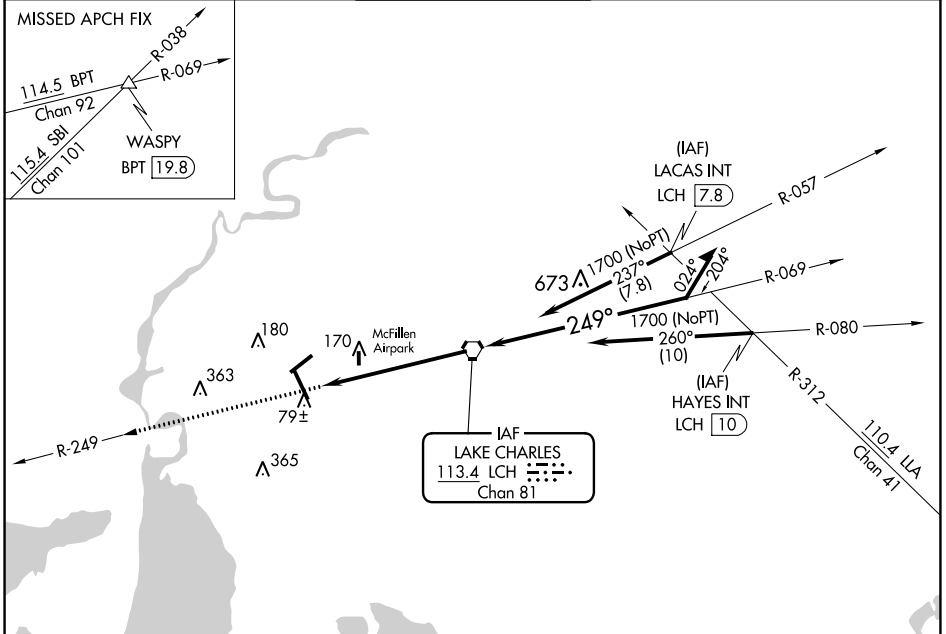 MISSED APCH FIX
R-038
R-069
114.5 BPT
Chan 92
115.4 SBI
Chan 101
WASPY
BPT 19.8
(IAF)
LACAS INT
LCH 7.8
R-057
1700 (NoPT)
237°
(7.8)
673
024°
204°
R-069
249°
1700 (NoPT)
260°
(10)
R-080
(IAF)
HAYES INT
LCH 10
R-312
110.4 LLA
Chan 41
180
170
McFillen
Airpark
363
79±
R-249
365
IAF
LAKE CHARLES
113.4 LCH
Chan 81